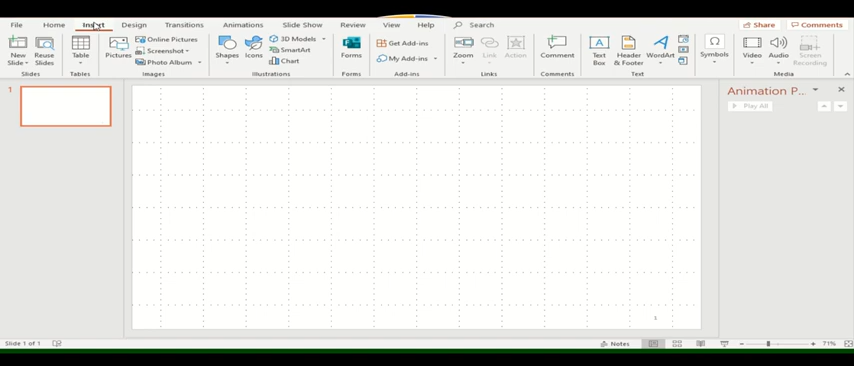 File Home Insert Design Transitions Animations Slide Show Review View Help Search Share Comments
New Slide Reuse Slides Table Pictures Online Pictures Screenshot Photo Album Shapes Icons 3D Models SmartArt Chart Forms Get Add-ins My Add-ins Zoom Link Action Comment Text Box Header & Footer WordArt Symbols Video Audio Screen Recording
Slides Tables Images Illustrations Forms Add-ins Links Comments Text Media
1
Animation P...
Play All
Slide 1 of 1 Notes 71%